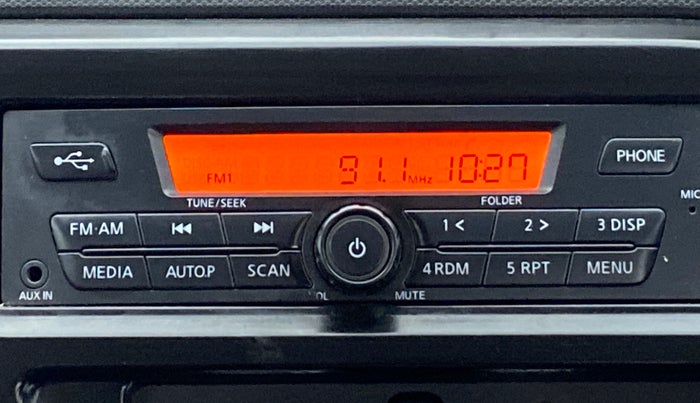 FM1 91.1 MHz 10:27
PHONE
TUNE/SEEK FOLDER
MIC
FM·AM 1 < 2 > 3 DISP
MEDIA AUTO.P SCAN 4 RDM 5 RPT MENU
AUX IN OL MUTE